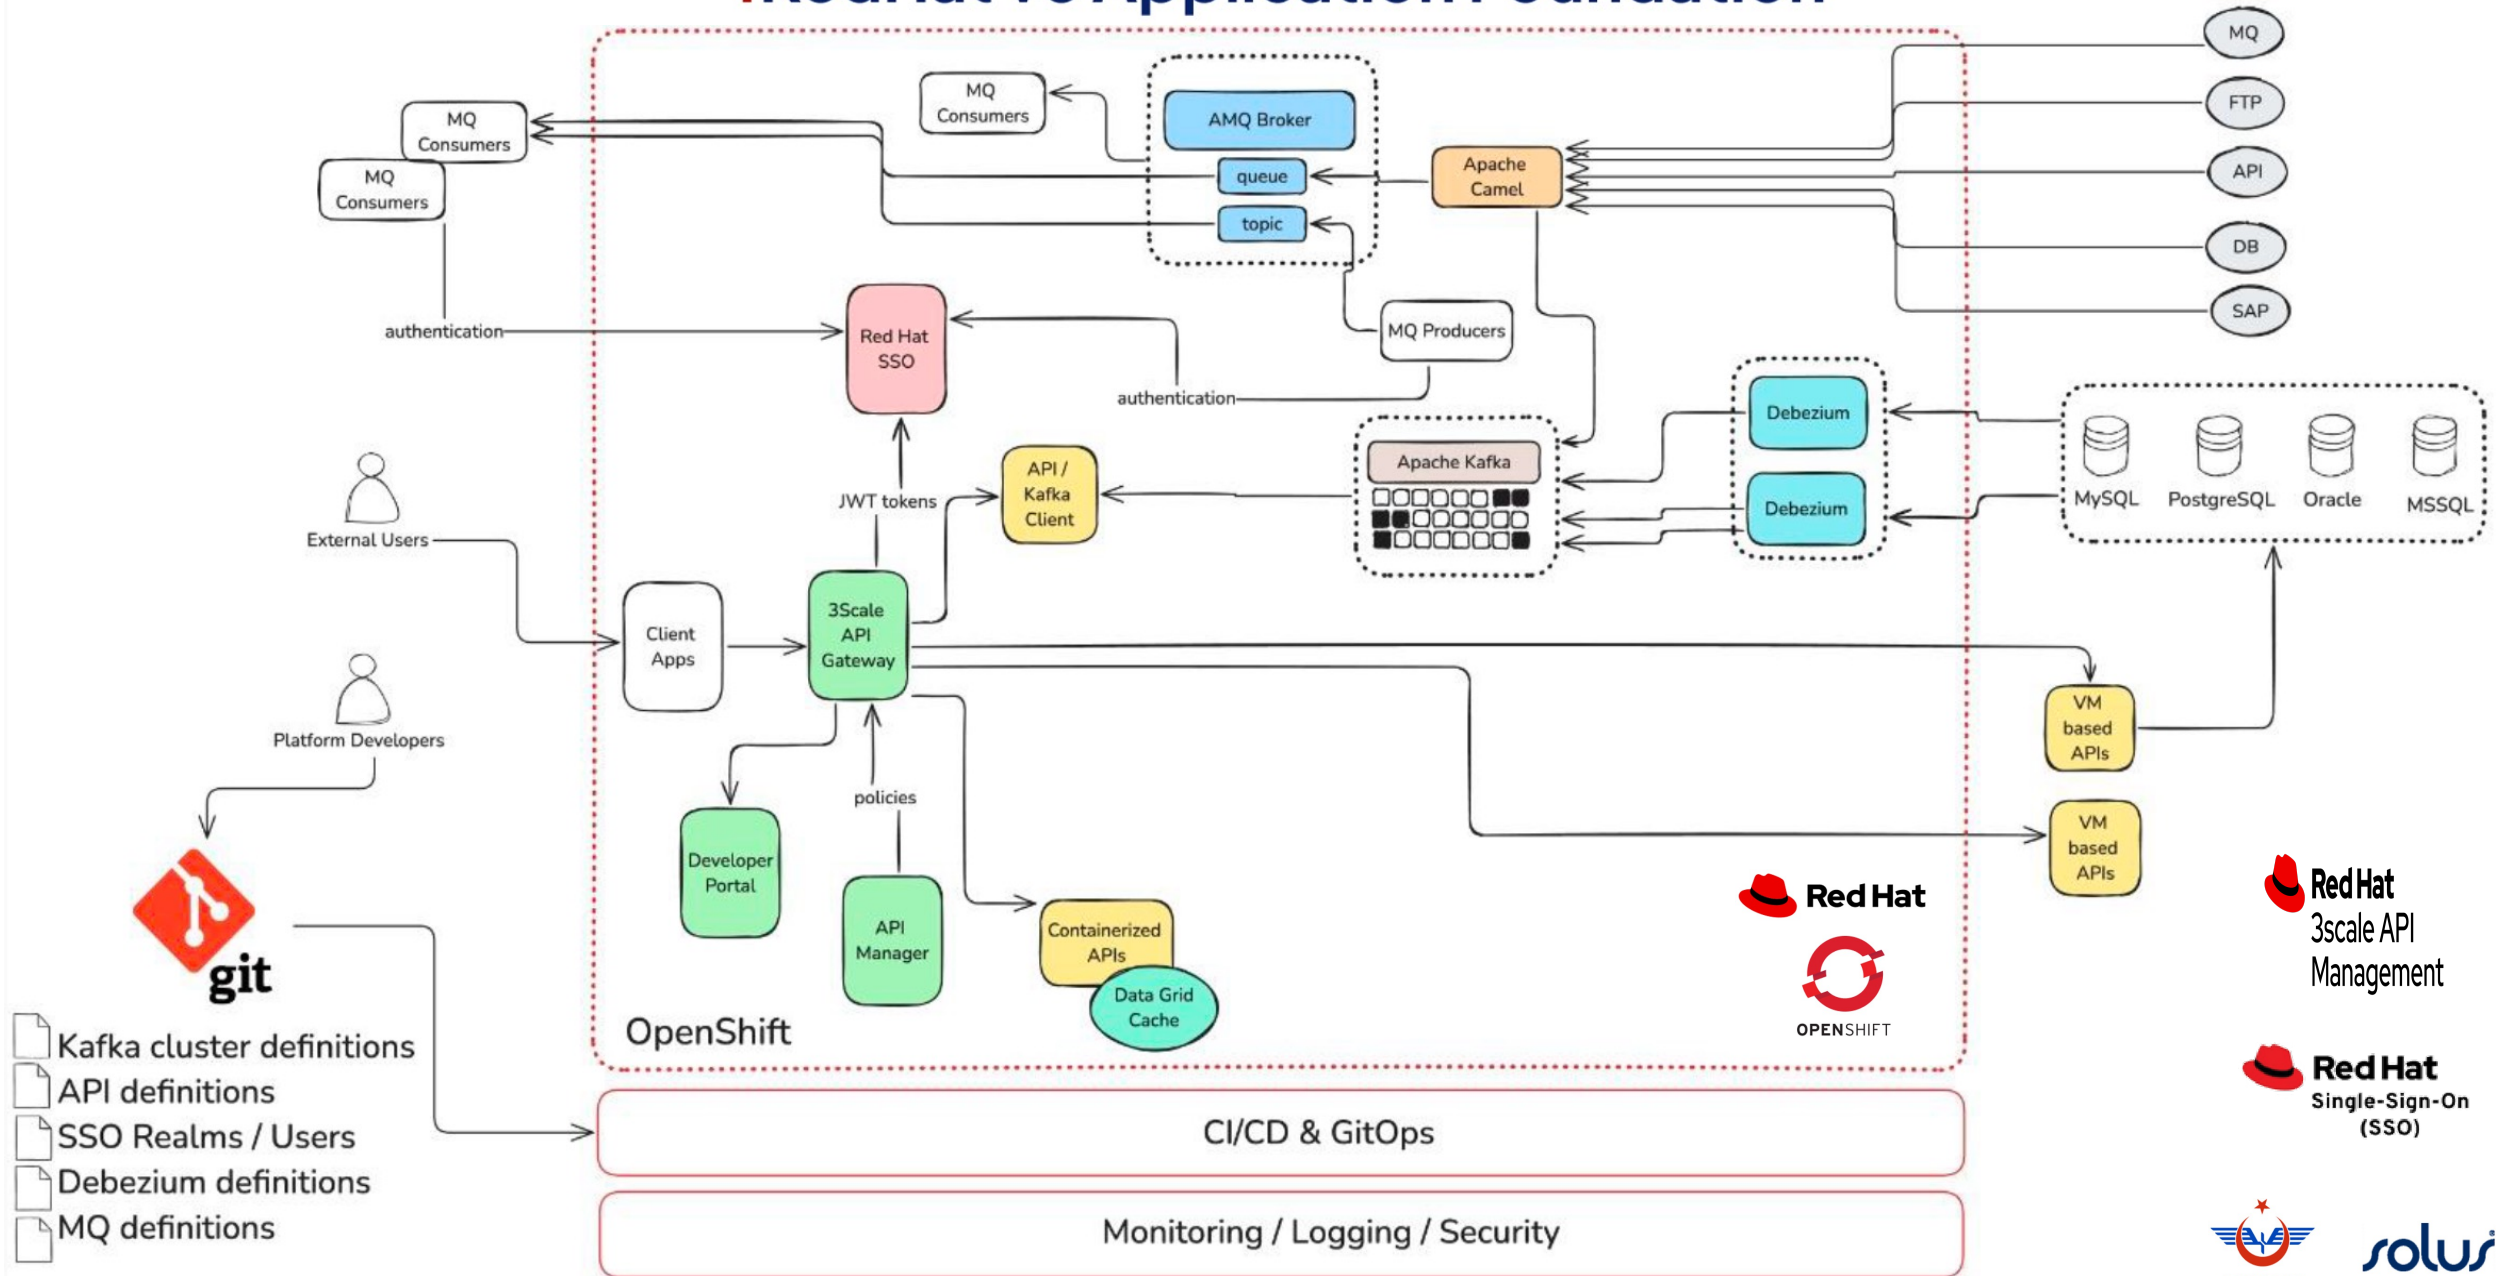 MQ
FTP
API
DB
SAP
MQ
Consumers
MQ
Consumers
MQ
Consumers
AMQ Broker
queue
topic
Apache
Camel
authentication
Red Hat
SSO
MQ Producers
authentication
Debezium
Debezium
Apache Kafka
MySQL
PostgreSQL
Oracle
MSSQL
API /
Kafka
Client
JWT tokens
External Users
Client
Apps
3Scale
API
Gateway
Platform Developers
policies
Developer
Portal
API
Manager
Containerized
APIs
Data Grid
Cache
VM
based
APIs
VM
based
APIs
OpenShift
Red Hat
OPENSHIFT
Red Hat
3scale API
Management
Red Hat
Single-Sign-On
(SSO)
git
Kafka cluster definitions
API definitions
SSO Realms / Users
Debezium definitions
MQ definitions
CI/CD & GitOps
Monitoring / Logging / Security
solus